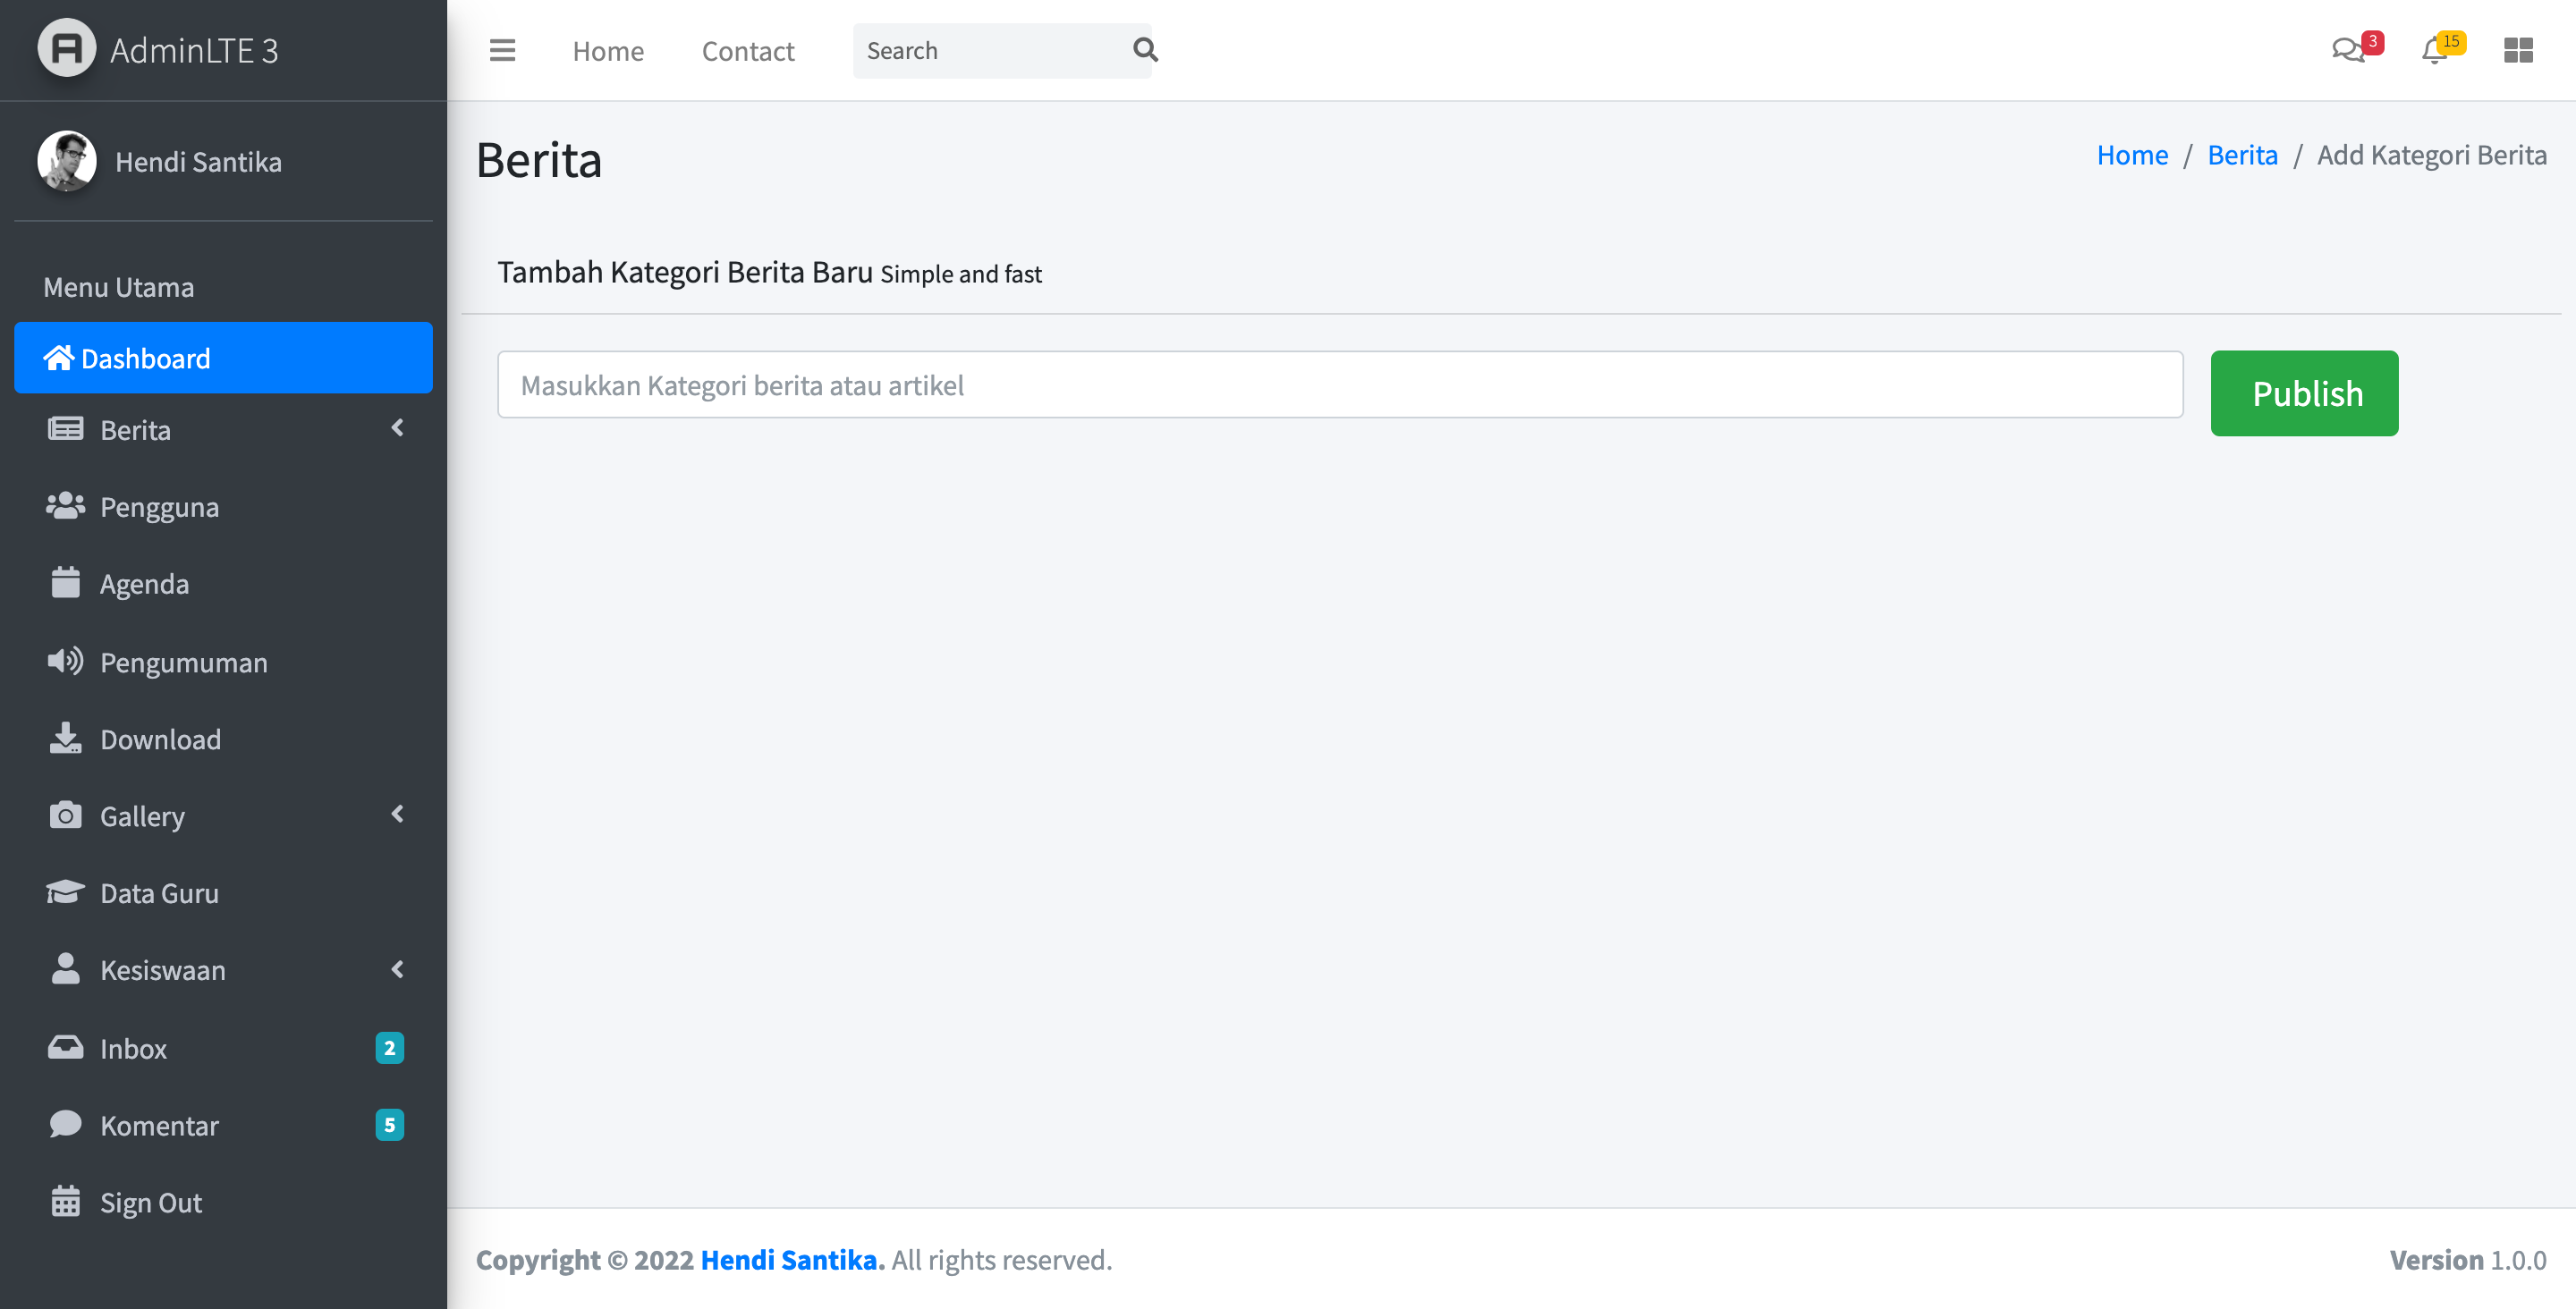 AdminLTE 3
Home
Contact
Search
3
15
Hendi Santika
Menu Utama
Dashboard
Berita
Pengguna
Agenda
Pengumuman
Download
Gallery
Data Guru
Kesiswaan
Inbox 2
Komentar 5
Sign Out
Berita
Home / Berita / Add Kategori Berita
Tambah Kategori Berita Baru Simple and fast
Masukkan Kategori berita atau artikel
Publish
Copyright © 2022 Hendi Santika. All rights reserved.
Version 1.0.0